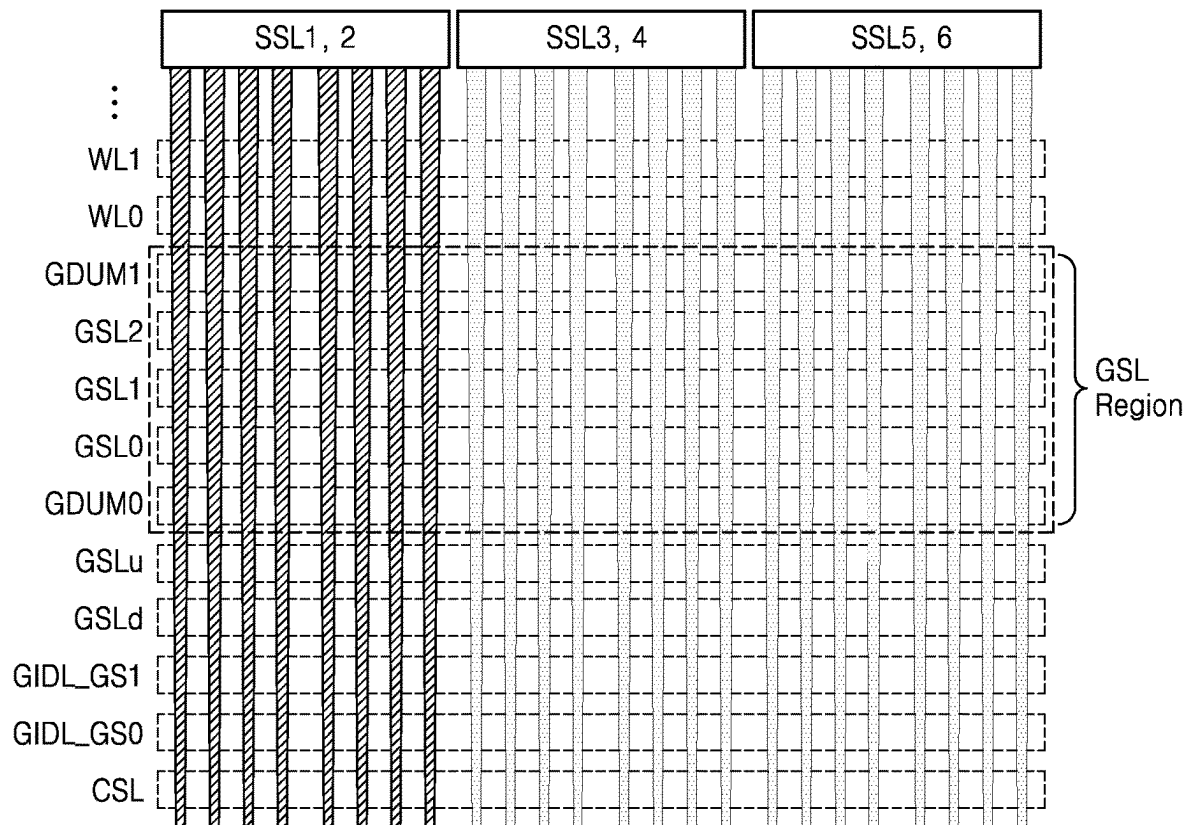 SSL1, 2
SSL3, 4
SSL5, 6
⋮
WL1
WL0
GDUM1
GSL2
GSL1
GSL0
GDUM0
GSL
Region
GSLu
GSLd
GIDL_GS1
GIDL_GS0
CSL